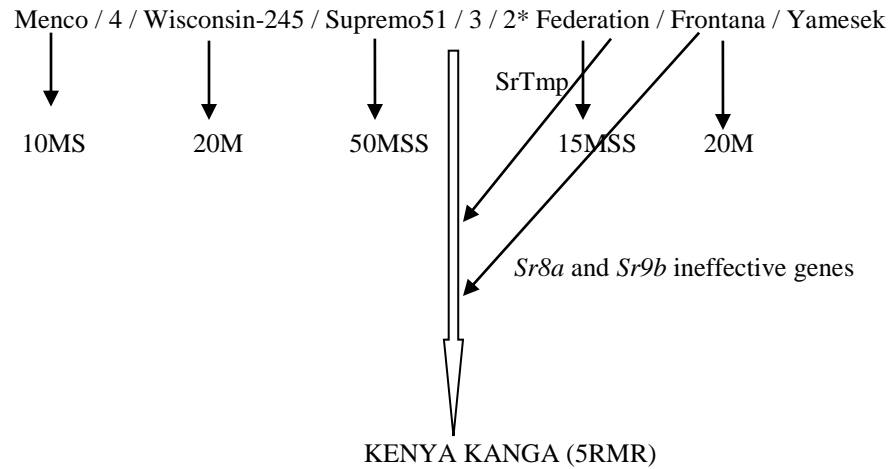 Menco / 4 / Wisconsin-245 / Supremo51 / 3 / 2* Federation / Frontana / Yamesek
SrTmp
10MS 20M 50MSS 15MSS 20M
Sr8a and Sr9b ineffective genes
KENYA KANGA (5RMR)